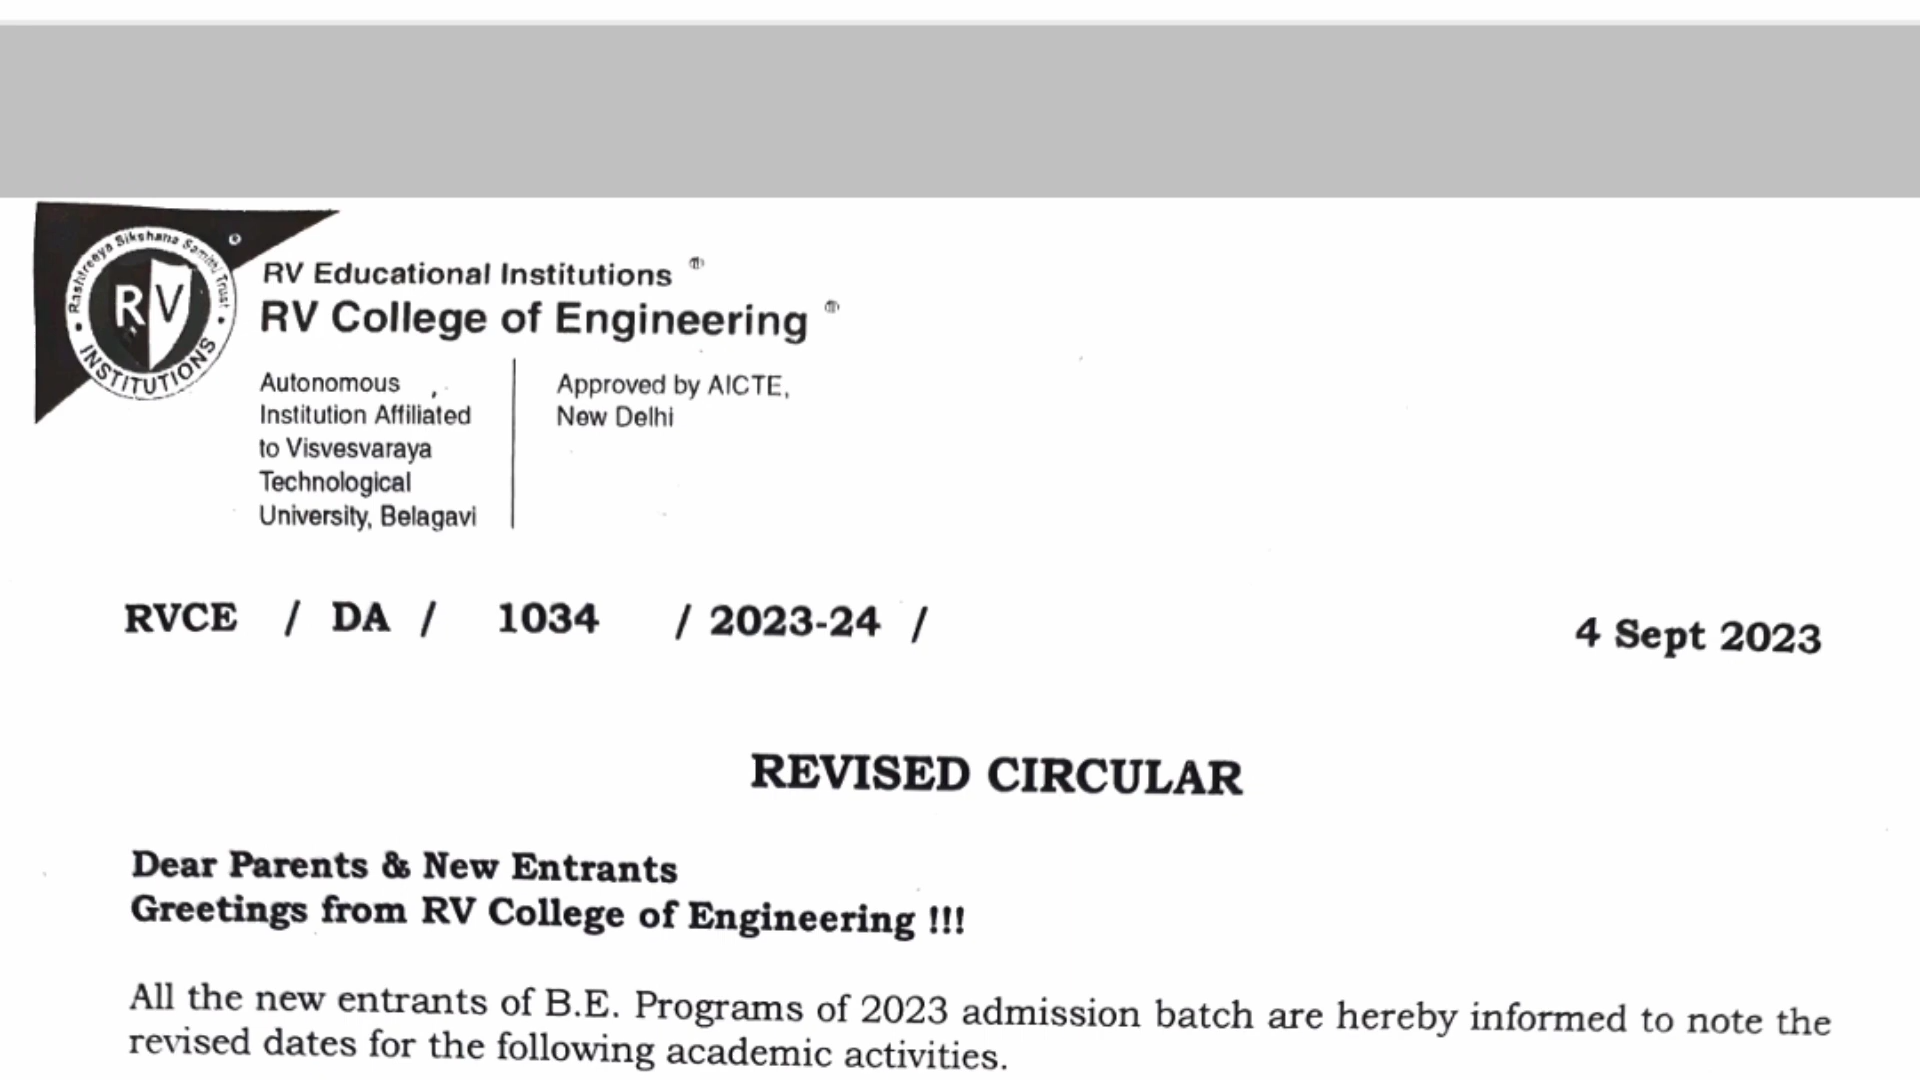 Rashtreeya Sikshana Samithi Trust
RV
INSTITUTIONS
RV Educational Institutions ®
RV College of Engineering ®
Autonomous
Institution Affiliated
to Visvesvaraya
Technological
University, Belagavi
Approved by AICTE,
New Delhi
RVCE / DA / 1034 / 2023-24 /
4 Sept 2023
REVISED CIRCULAR
Dear Parents & New Entrants
Greetings from RV College of Engineering !!!
All the new entrants of B.E. Programs of 2023 admission batch are hereby informed to note the
revised dates for the following academic activities.